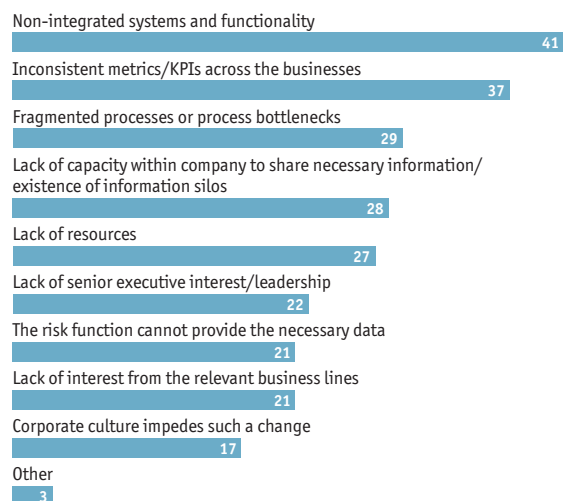 Non-integrated systems and functionality
41
Inconsistent metrics/KPIs across the businesses
37
Fragmented processes or process bottlenecks
29
Lack of capacity within company to share necessary information/
existence of information silos
28
Lack of resources
27
Lack of senior executive interest/leadership
22
The risk function cannot provide the necessary data
21
Lack of interest from the relevant business lines
21
Corporate culture impedes such a change
17
Other
3